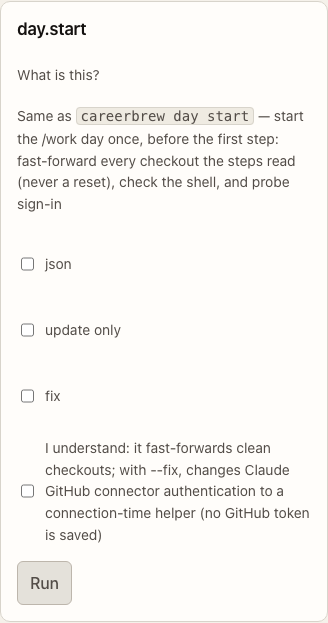 day.start
What is this?
Same as careerbrew day start — start
the /work day once, before the first step:
fast-forward every checkout the steps read
(never a reset), check the shell, and probe
sign-in
json
update only
fix
I understand: it fast-forwards clean
checkouts; with --fix, changes Claude
GitHub connector authentication to a
connection-time helper (no GitHub token
is saved)
Run